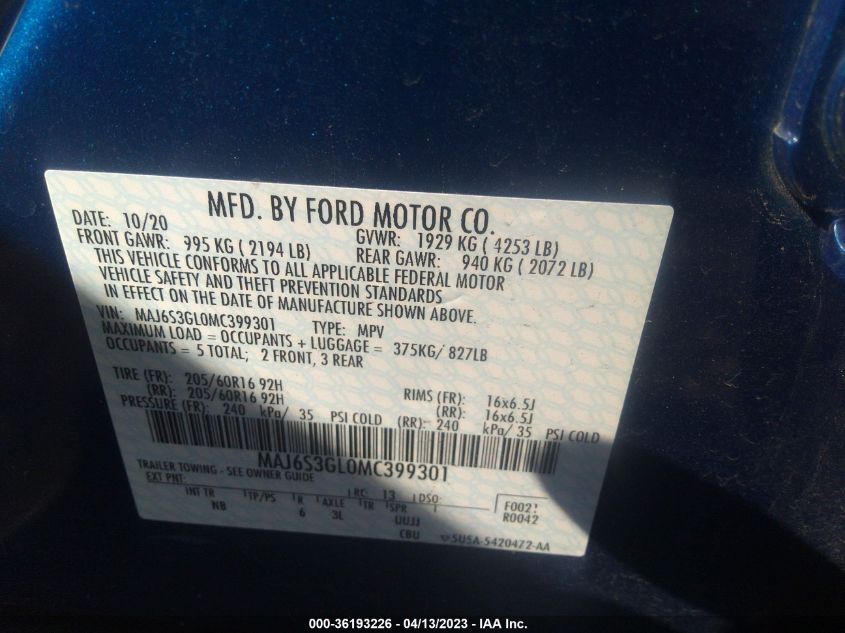 MFD. BY FORD MOTOR CO.
DATE: 10/20 GVWR: 1929 KG ( 4253 LB)
FRONT GAWR: 995 KG ( 2194 LB) REAR GAWR: 940 KG ( 2072 LB)
THIS VEHICLE CONFORMS TO ALL APPLICABLE FEDERAL MOTOR
VEHICLE SAFETY AND THEFT PREVENTION STANDARDS
IN EFFECT ON THE DATE OF MANUFACTURE SHOWN ABOVE.
VIN: MAJ6S3GL0MC399301 TYPE: MPV
MAXIMUM LOAD = OCCUPANTS + LUGGAGE = 375KG/ 827LB
OCCUPANTS = 5 TOTAL; 2 FRONT, 3 REAR
TIRE (FR): 205/60R16 92H RIMS (FR): 16x6.5J
(RR): 205/60R16 92H (RR): 16x6.5J
PRESSURE (FR): 240 kPa/ 35 PSI COLD (RR): 240 kPa/ 35 PSI COLD
MAJ6S3GL0MC399301
TRAILER TOWING - SEE OWNER GUIDE
EXT PNT: RC: 13 DSO: F002
INT TR TP/PS R AXLE TR SPR R0042
NB 6 3L UUJJ
CBU 5U5A-5420472-AA
000-36193226 - 04/13/2023 - IAA Inc.